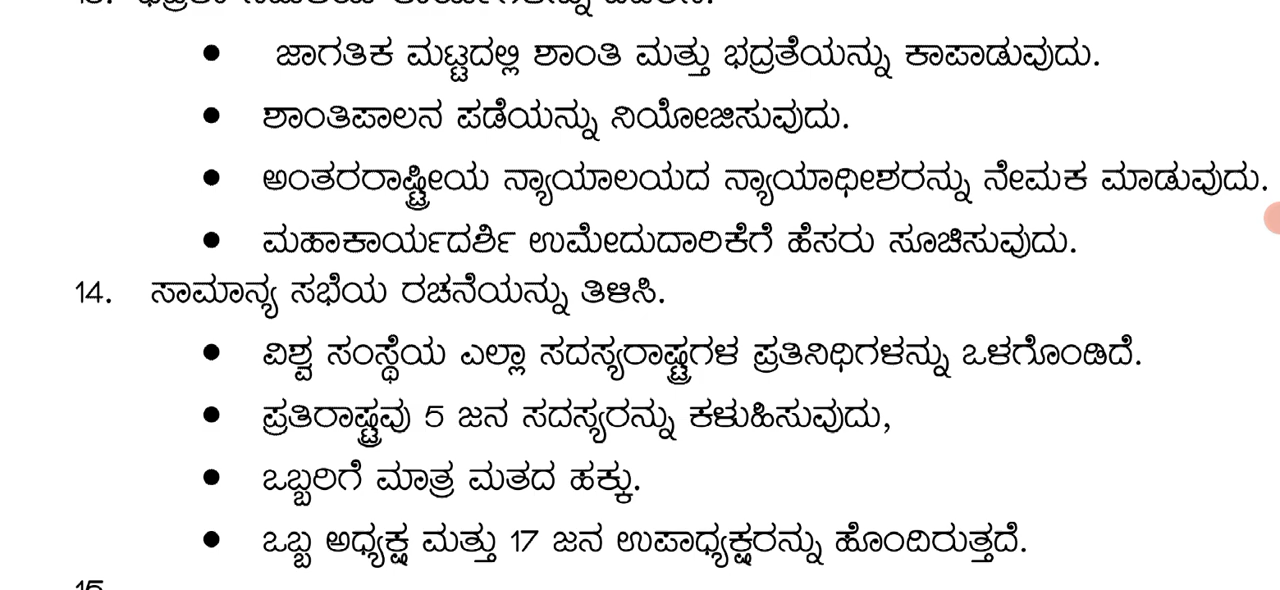 • ಜಾಗತಿಕ ಮಟ್ಟದಲ್ಲಿ ಶಾಂತಿ ಮತ್ತು ಭದ್ರತೆಯನ್ನು ಕಾಪಾಡುವುದು.
• ಶಾಂತಿಪಾಲನ ಪಡೆಯನ್ನು ನಿಯೋಜಿಸುವುದು.
• ಅಂತರರಾಷ್ಟ್ರೀಯ ನ್ಯಾಯಾಲಯದ ನ್ಯಾಯಾಧೀಶರನ್ನು ನೇಮಕ ಮಾಡುವುದು.
• ಮಹಾಕಾರ್ಯದರ್ಶಿ ಉಮೇದುದಾರಿಕೆಗೆ ಹೆಸರು ಸೂಚಿಸುವುದು.
14. ಸಾಮಾನ್ಯ ಸಭೆಯ ರಚನೆಯನ್ನು ತಿಳಿಸಿ.
• ವಿಶ್ವ ಸಂಸ್ಥೆಯ ಎಲ್ಲಾ ಸದಸ್ಯರಾಷ್ಟ್ರಗಳ ಪ್ರತಿನಿಧಿಗಳನ್ನು ಒಳಗೊಂಡಿದೆ.
• ಪ್ರತಿರಾಷ್ಟ್ರವು 5 ಜನ ಸದಸ್ಯರನ್ನು ಕಳುಹಿಸುವುದು,
• ಒಬ್ಬರಿಗೆ ಮಾತ್ರ ಮತದ ಹಕ್ಕು.
• ಒಬ್ಬ ಅಧ್ಯಕ್ಷ ಮತ್ತು 17 ಜನ ಉಪಾಧ್ಯಕ್ಷರನ್ನು ಹೊಂದಿರುತ್ತದೆ.